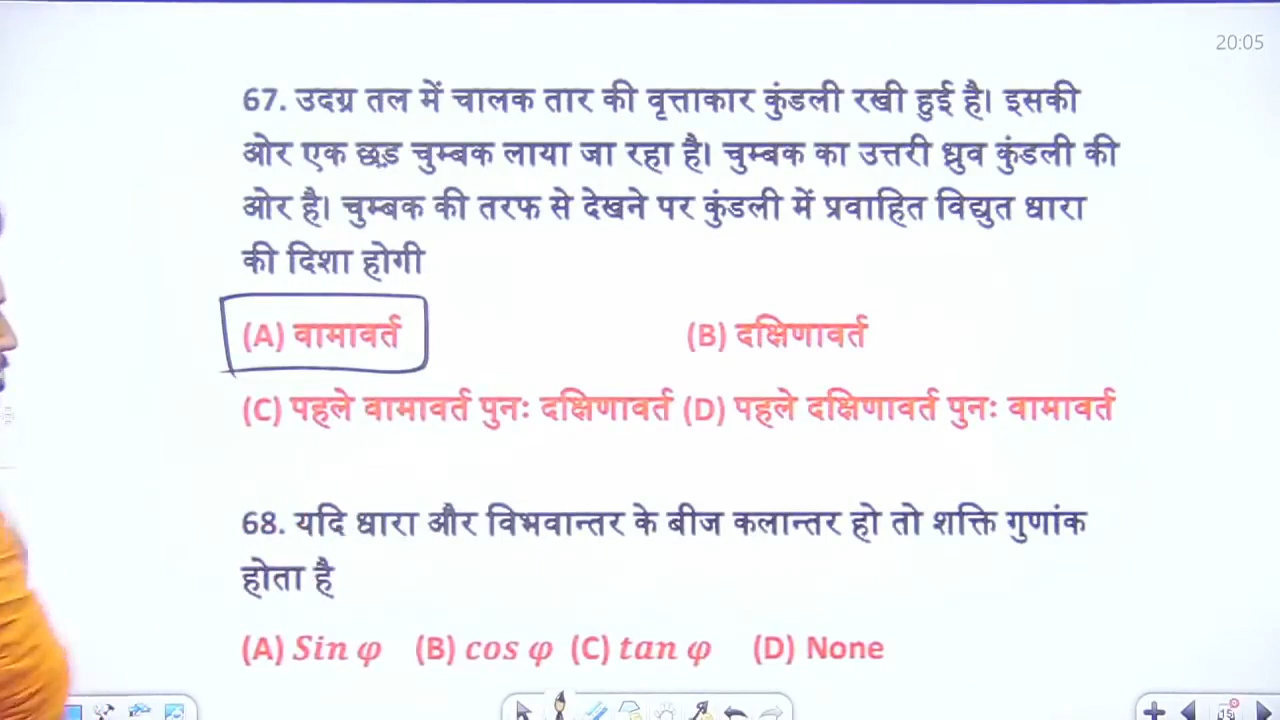 20:05
67. उदग्र तल में चालक तार की वृत्ताकार कुंडली रखी हुई है। इसकी
ओर एक छड़ चुम्बक लाया जा रहा है। चुम्बक का उत्तरी ध्रुव कुंडली की
ओर है। चुम्बक की तरफ से देखने पर कुंडली में प्रवाहित विद्युत धारा
की दिशा होगी
(A) वामावर्त (B) दक्षिणावर्त
(C) पहले वामावर्त पुनः दक्षिणावर्त (D) पहले दक्षिणावर्त पुनः वामावर्त
68. यदि धारा और विभवान्तर के बीज कलान्तर हो तो शक्ति गुणांक
होता है
(A) Sin φ (B) cos φ (C) tan φ (D) None